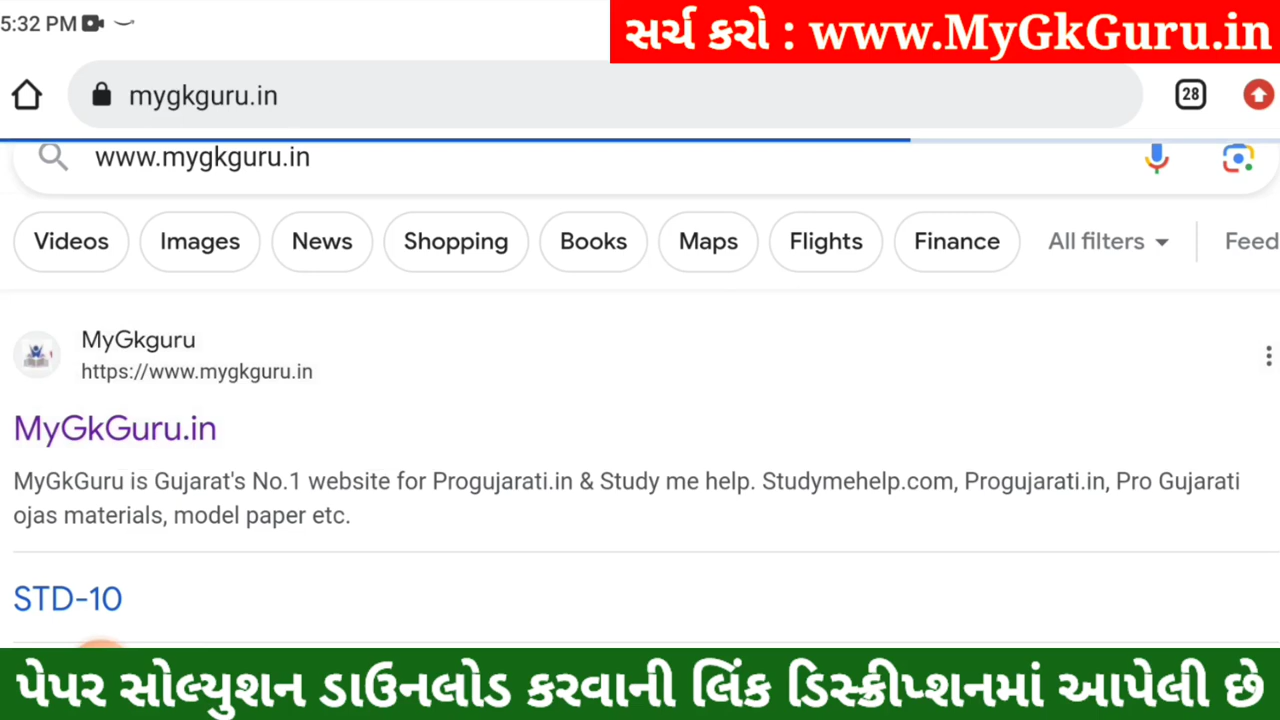 5:32 PM
સર્ચ કરો : www.MyGkGuru.in
mygkguru.in
28
www.mygkguru.in
Videos Images News Shopping Books Maps Flights Finance All filters Feed
MyGkguru
https://www.mygkguru.in
MyGkGuru.in
MyGkGuru is Gujarat's No.1 website for Progujarati.in & Study me help. Studymehelp.com, Progujarati.in, Pro Gujarati
ojas materials, model paper etc.
STD-10
પેપર સોલ્યુશન ડાઉનલોડ કરવાની લિંક ડિસ્ક્રીપ્શનમાં આપેલી છે